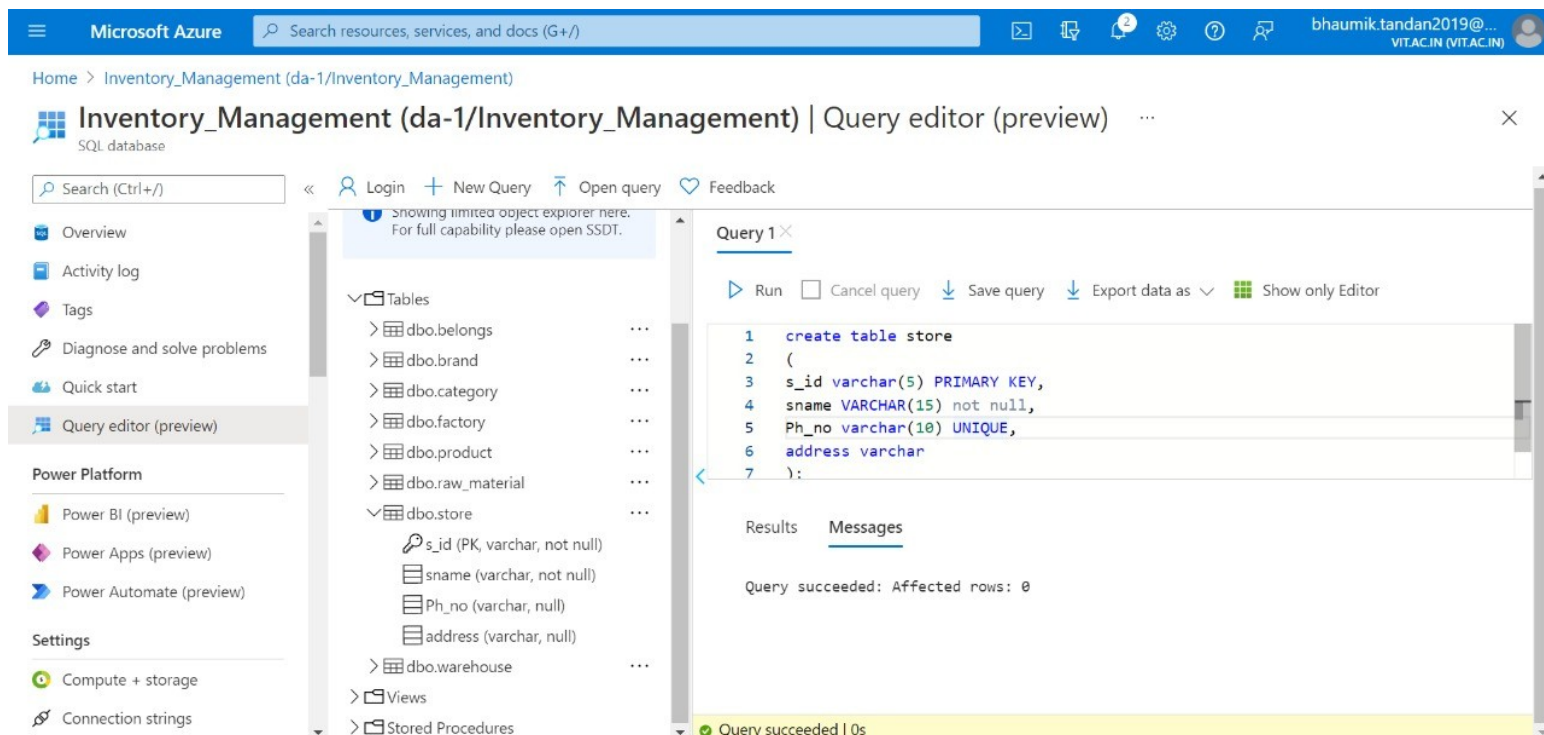 Microsoft Azure
Search resources, services, and docs (G+/)
2
bhaumik.tandan2019@...
VIT.AC.IN (VIT.AC.IN)
Home > Inventory_Management (da-1/Inventory_Management)
Inventory_Management (da-1/Inventory_Management) | Query editor (preview) ...
SQL database
Search (Ctrl+/)
«
Login
New Query
Open query
Feedback
Overview
Activity log
Tags
Diagnose and solve problems
Quick start
Query editor (preview)
Power Platform
Power BI (preview)
Power Apps (preview)
Power Automate (preview)
Settings
Compute + storage
Connection strings
Showing limited object explorer here.
For full capability please open SSDT.
Tables
dbo.belongs ...
dbo.brand ...
dbo.category ...
dbo.factory ...
dbo.product ...
dbo.raw_material ...
dbo.store ...
s_id (PK, varchar, not null)
sname (varchar, not null)
Ph_no (varchar, null)
address (varchar, null)
dbo.warehouse ...
Views
Stored Procedures
Query 1
Run
Cancel query
Save query
Export data as
Show only Editor
1 create table store
2 (
3 s_id varchar(5) PRIMARY KEY,
4 sname VARCHAR(15) not null,
5 Ph_no varchar(10) UNIQUE,
6 address varchar
7 );
Results
Messages
Query succeeded: Affected rows: 0
Query succeeded | 0s